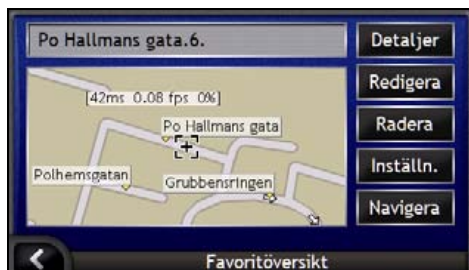 Po Hallmans gata.6.
Detaljer
Redigera
[42ms 0.08 fps 0%]
Po Hallmans gata
Radera
Polhemsgatan
Grubbensringen
Inställn.
Navigera
Favoritöversikt